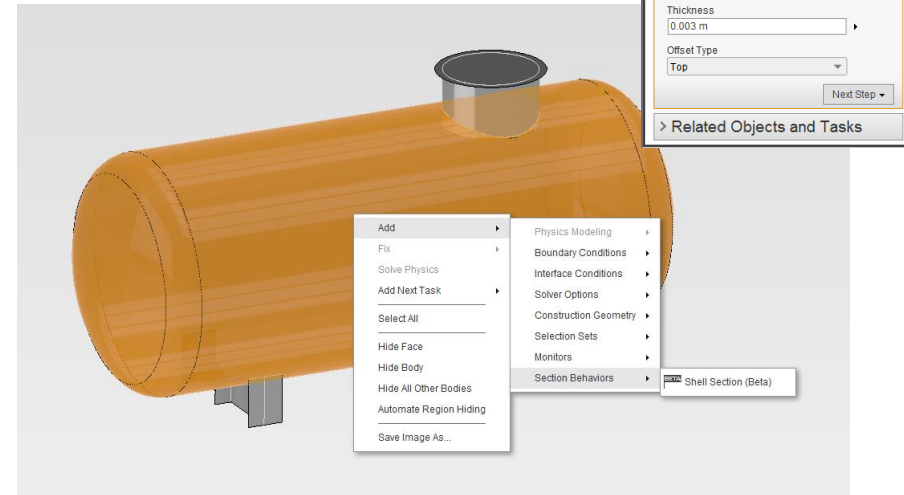 Thickness
0.003 m
Offset Type
Top
Next Step
> Related Objects and Tasks
Add
Fix
Solve Physics
Add Next Task
Select All
Hide Face
Hide Body
Hide All Other Bodies
Automate Region Hiding
Save Image As...
Physics Modeling
Boundary Conditions
Interface Conditions
Solver Options
Construction Geometry
Selection Sets
Monitors
Section Behaviors
BETA Shell Section (Beta)